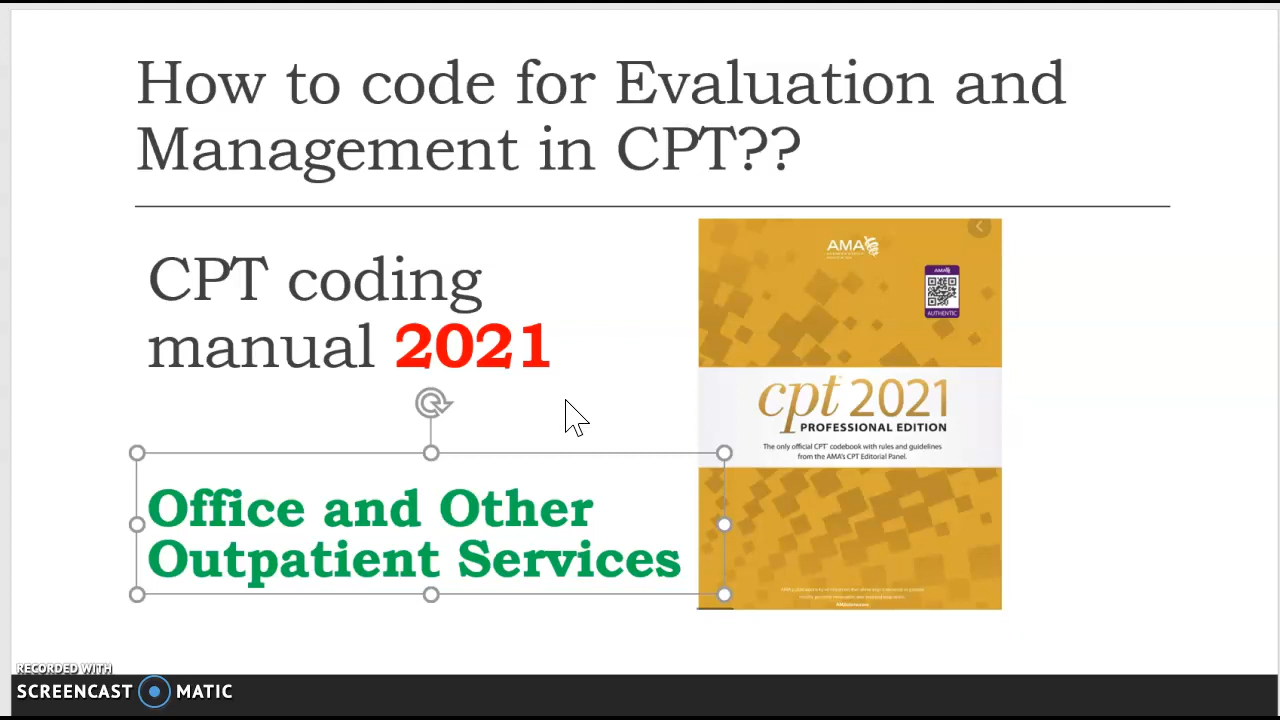 How to code for Evaluation and
Management in CPT??
CPT coding
manual 2021
AMA
AMA
AUTHENTIC
cpt 2021
PROFESSIONAL EDITION
The only official CPT® codebook with rules and guidelines
from the AMA's CPT Editorial Panel.
Office and Other
Outpatient Services
RECORDED WITH
SCREENCAST MATIC